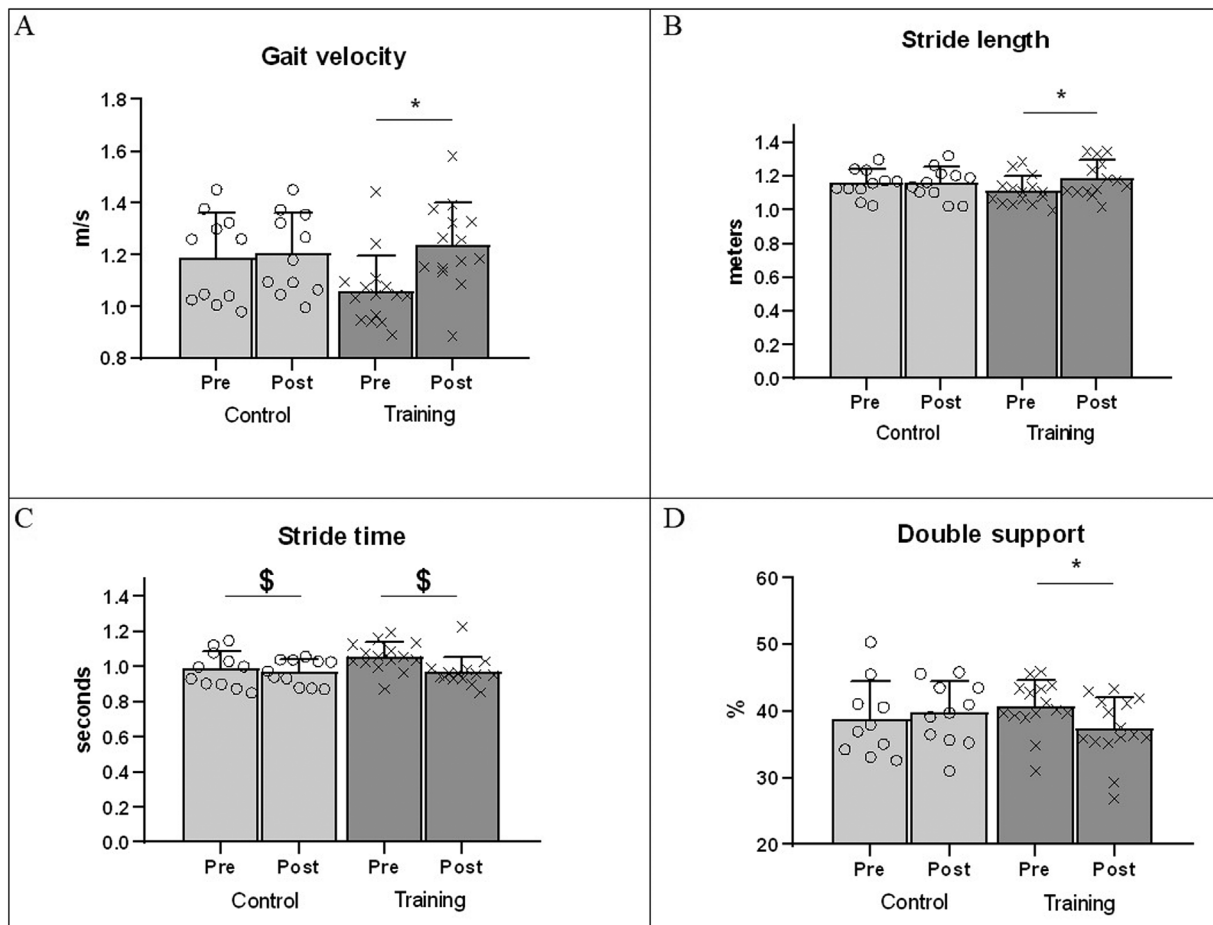 A
Gait velocity
*
1.8
1.6
1.4
1.2
1.0
0.8
m/s
Pre Post Pre Post
Control Training
B
Stride length
*
1.4
1.2
1.0
0.8
0.6
0.4
0.2
0.0
meters
Pre Post Pre Post
Control Training
C
Stride time
$ $
1.4
1.2
1.0
0.8
0.6
0.4
0.2
0.0
seconds
Pre Post Pre Post
Control Training
D
Double support
*
60
50
40
30
20
%
Pre Post Pre Post
Control Training